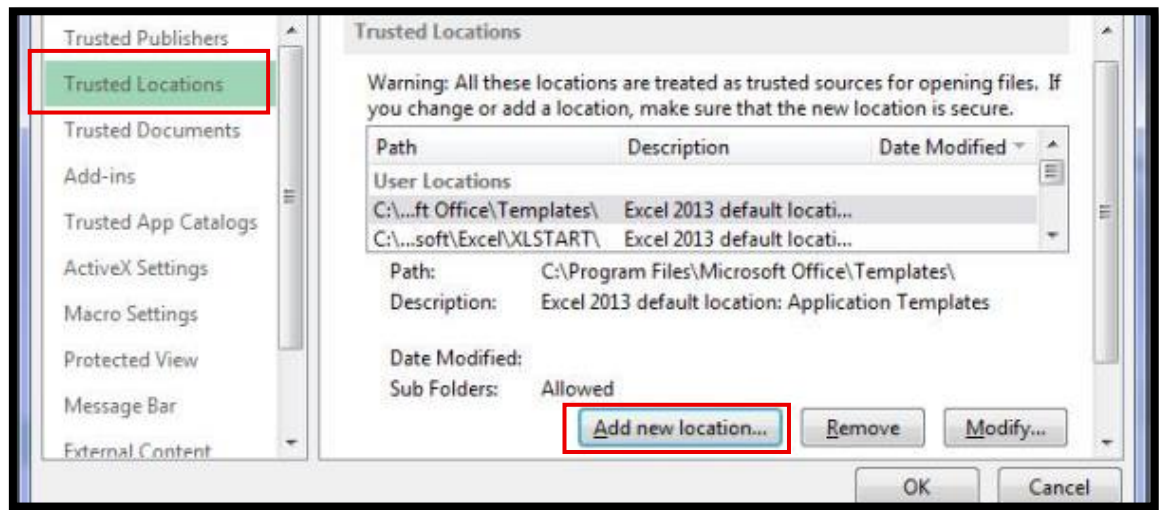 Trusted Publishers
Trusted Locations
Trusted Documents
Add-ins
Trusted App Catalogs
ActiveX Settings
Macro Settings
Protected View
Message Bar
External Content
Trusted Locations
Warning: All these locations are treated as trusted sources for opening files. If
you change or add a location, make sure that the new location is secure.
Path Description Date Modified
User Locations
C:\...ft Office\Templates\ Excel 2013 default locati...
C:\...soft\Excel\XLSTART\ Excel 2013 default locati...
Path: C:\Program Files\Microsoft Office\Templates\
Description: Excel 2013 default location: Application Templates
Date Modified:
Sub Folders: Allowed
Add new location... Remove Modify...
OK Cancel